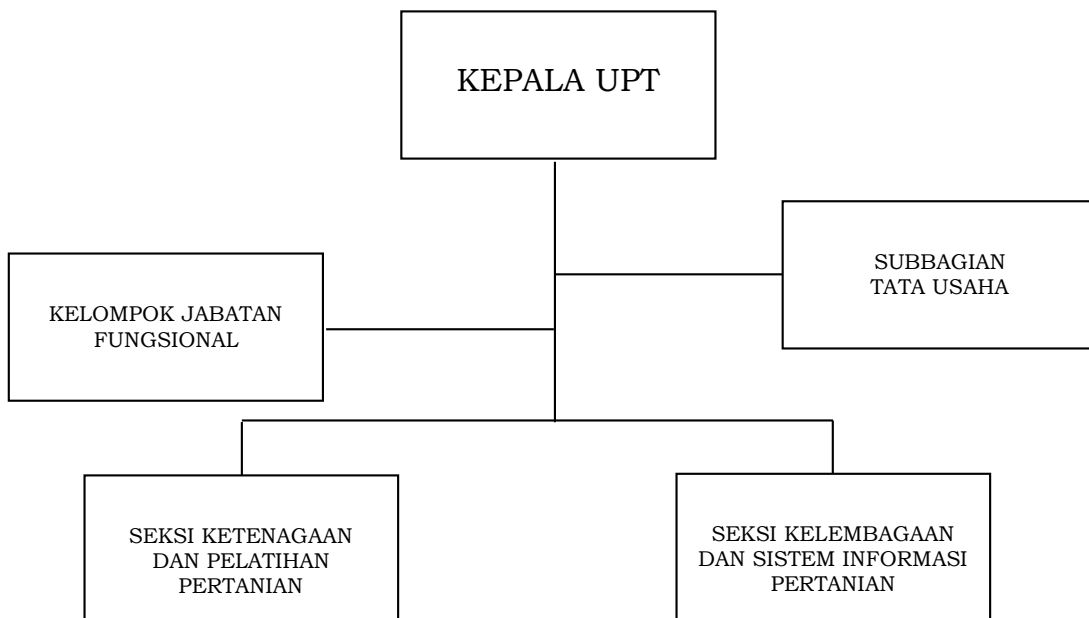 KEPALA UPT
SUBBAGIAN
TATA USAHA
KELOMPOK JABATAN
FUNGSIONAL
SEKSI KETENAGAAN
DAN PELATIHAN
PERTANIAN
SEKSI KELEMBAGAAN
DAN SISTEM INFORMASI
PERTANIAN